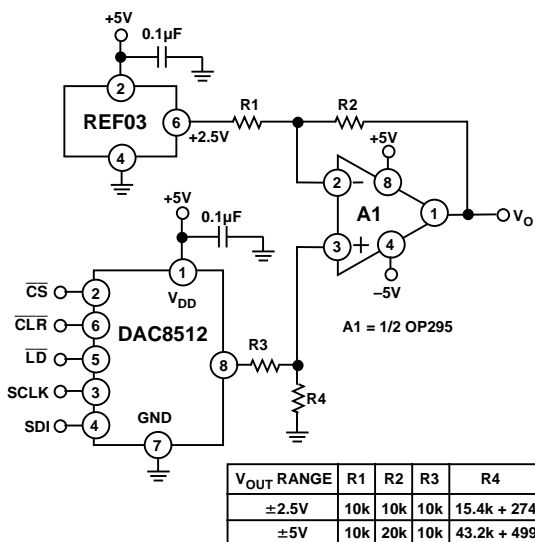 +5V
0.1µF
2
R1
R2
REF03
6
+2.5V
+5V
4
2
−
8
A1
1
V_O
+5V
0.1µF
3
+
4
−5V
1
V_DD
A1 = 1/2 OP295
CS
2
DAC8512
CLR
6
R3
LD
5
8
SCLK
3
R4
SDI
4
GND
7
V_OUT RANGE R1 R2 R3 R4
±2.5V 10k 10k 10k 15.4k + 274
±5V 10k 20k 10k 43.2k + 499